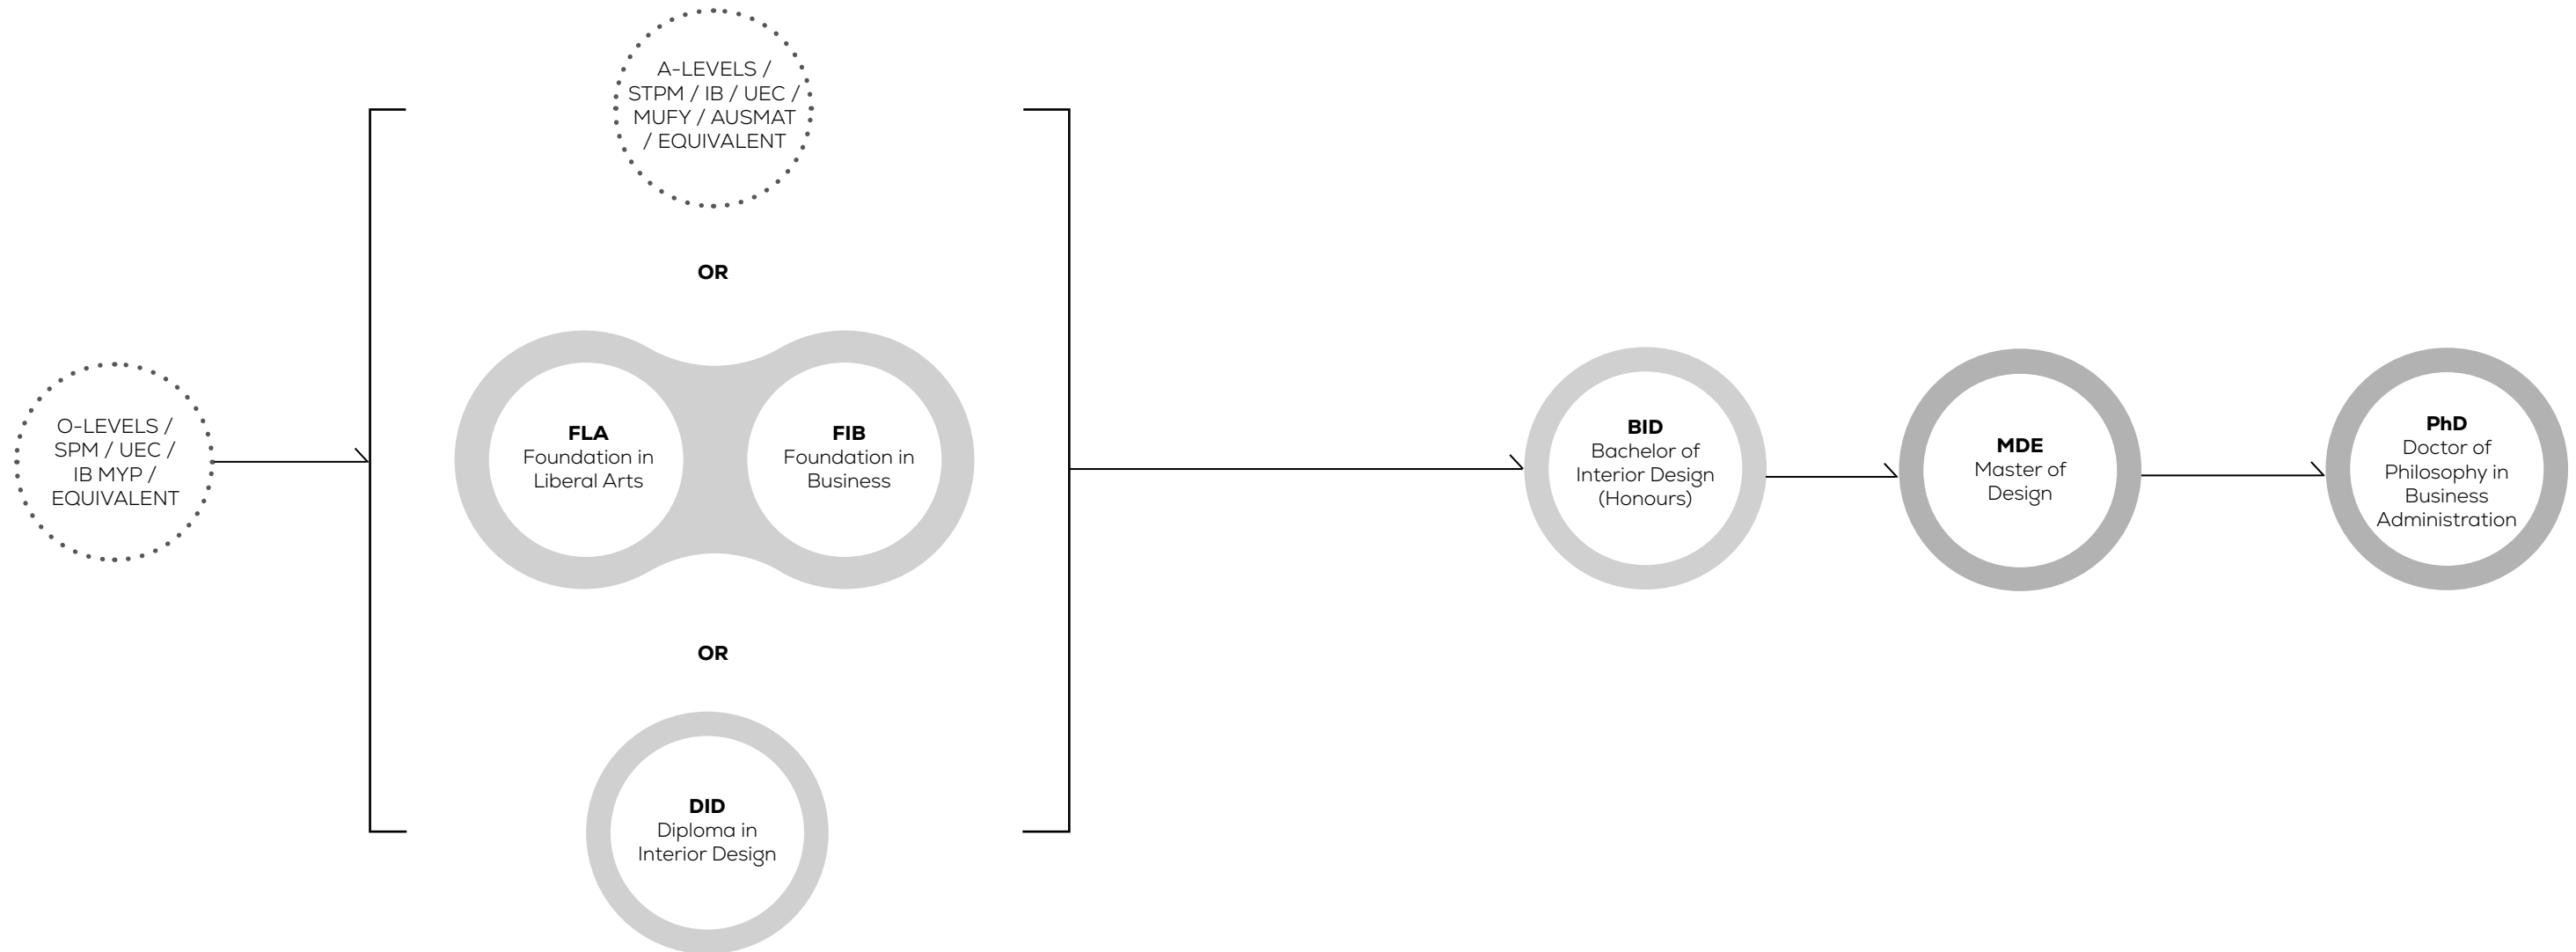 O-LEVELS /
SPM / UEC /
IB MYP /
EQUIVALENT
A-LEVELS /
STPM / IB / UEC /
MUFY / AUSMAT
/ EQUIVALENT
OR
FLA
Foundation in
Liberal Arts
FIB
Foundation in
Business
OR
DID
Diploma in
Interior Design
BID
Bachelor of
Interior Design
(Honours)
MDE
Master of
Design
PhD
Doctor of
Philosophy in
Business
Administration